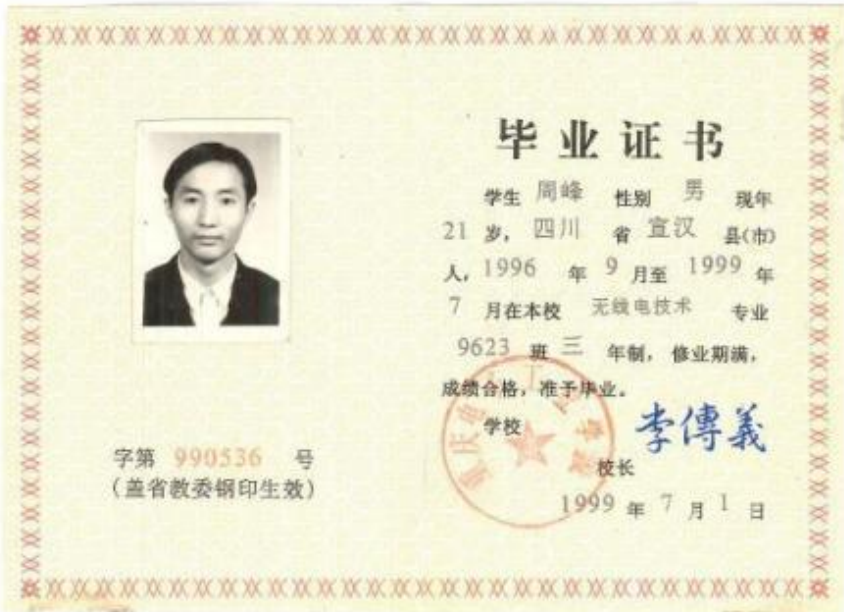 毕业证书
学生 周峰 性别 男 现年
21 岁，四川 省 宣汉 县(市)
人，1996 年 9 月至 1999 年
7 月在本校 无线电技术 专业
9623 班 三 年制，修业期满，
成绩合格，准予毕业。
学校
李傳義
校长
1999 年 7 月 1 日
字第 990536 号
(盖省教委钢印生效)